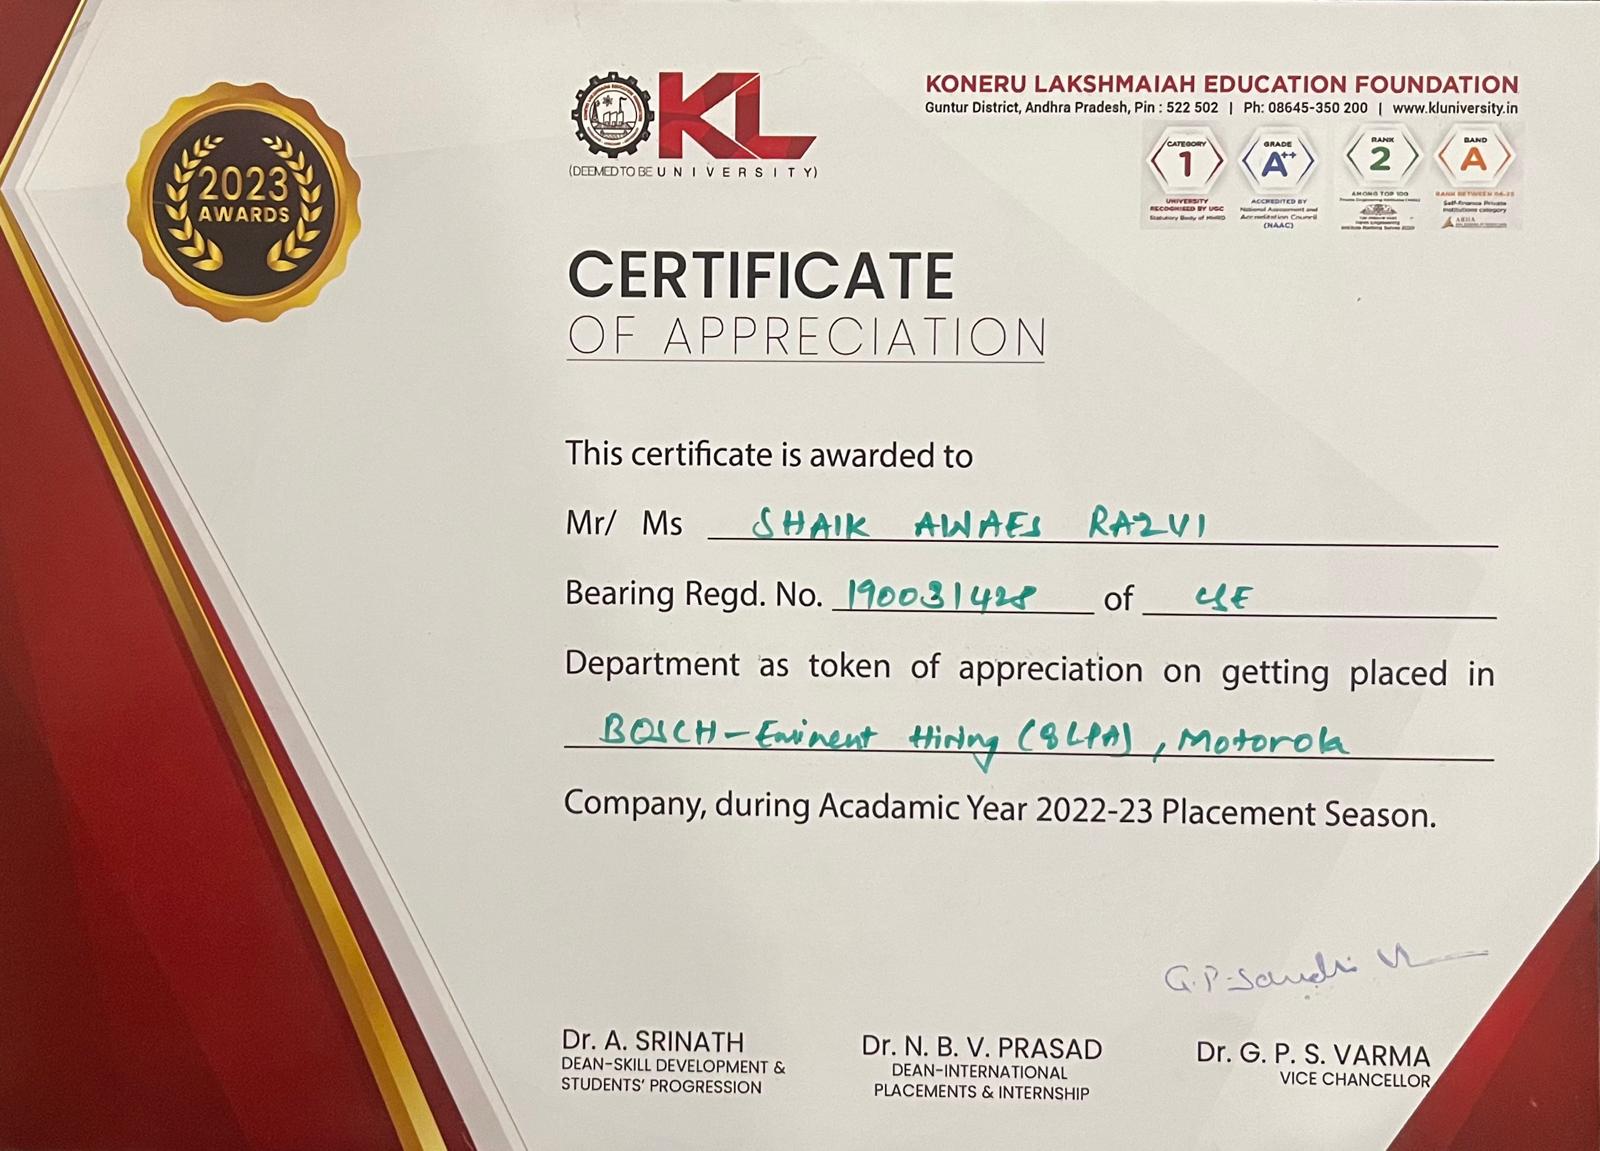 2023
AWARDS
KL
(DEEMED TO BE UNIVERSITY)
KONERU LAKSHMAIAH EDUCATION FOUNDATION
Guntur District, Andhra Pradesh, Pin : 522 502 | Ph: 08645-350 200 | www.kluniversity.in
CATEGORY
1
UNIVERSITY
RECOGNISED BY UGC
Statutory Body of MHRD
GRADE
A++
ACCREDITED BY
National Assessment and
Accreditation Council
(NAAC)
RANK
2
AMONG TOP 100
BAND
A
Self-finance Private
Institutions category
ARIIA
CERTIFICATE
OF APPRECIATION
This certificate is awarded to
Mr/ Ms SHAIK AWAES RAZVI
Bearing Regd. No. 190031428 of CSE
Department as token of appreciation on getting placed in
BOSCH-Eminent Hiring (8LPA), Motorola
Company, during Acadamic Year 2022-23 Placement Season.
Dr. A. SRINATH
DEAN-SKILL DEVELOPMENT &
STUDENTS' PROGRESSION
Dr. N. B. V. PRASAD
DEAN-INTERNATIONAL
PLACEMENTS & INTERNSHIP
Dr. G. P. S. VARMA
VICE CHANCELLOR